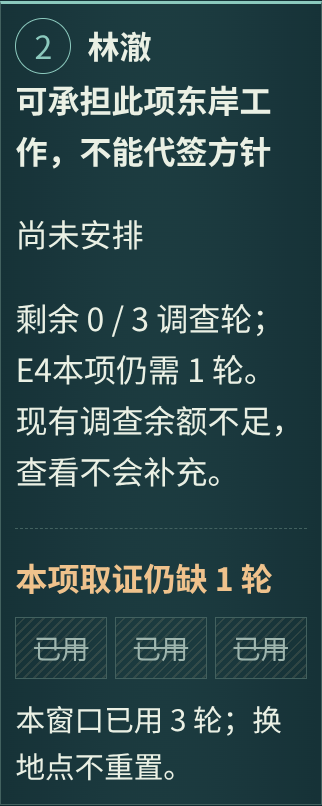 2 林澈
可承担此项东岸工
作，不能代签方针
尚未安排
剩余 0 / 3 调查轮；
E4本项仍需 1 轮。
现有调查余额不足，
查看不会补充。
本项取证仍缺 1 轮
已用 已用 已用
本窗口已用 3 轮；换
地点不重置。